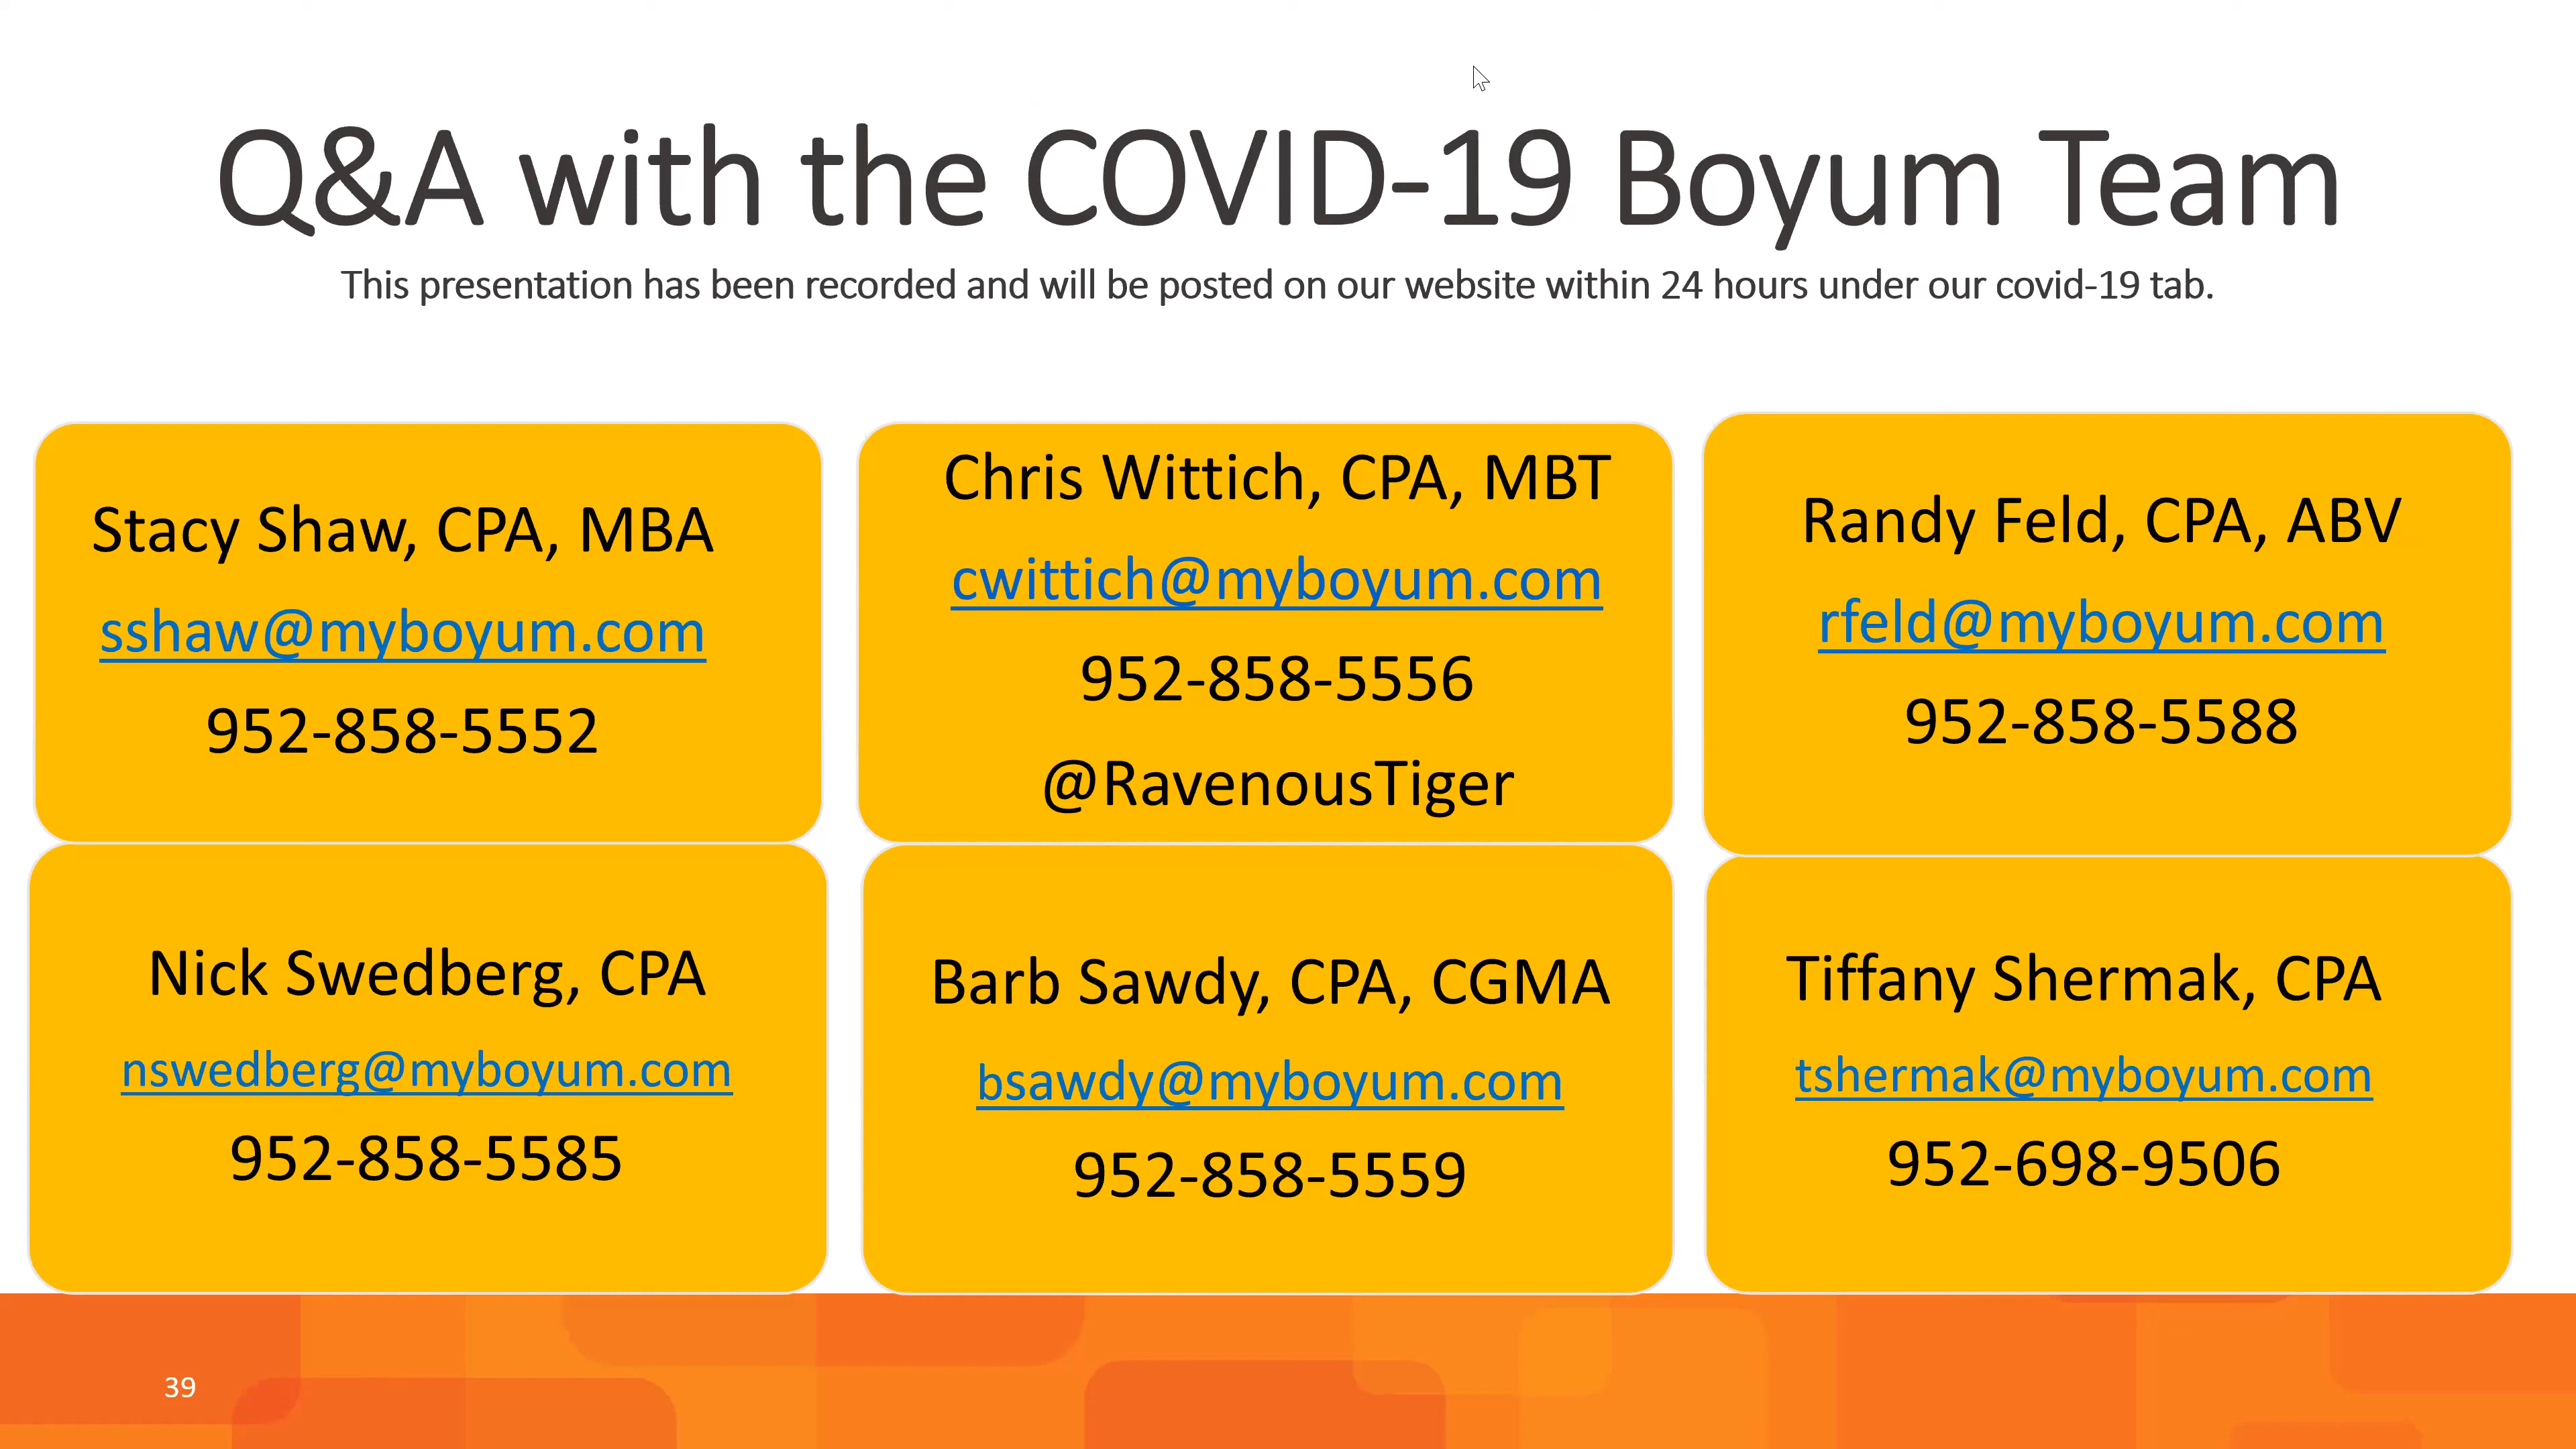 Q&A with the COVID-19 Boyum Team
This presentation has been recorded and will be posted on our website within 24 hours under our covid-19 tab.
Stacy Shaw, CPA, MBA
sshaw@myboyum.com
952-858-5552
Chris Wittich, CPA, MBT
cwittich@myboyum.com
952-858-5556
@RavenousTiger
Randy Feld, CPA, ABV
rfeld@myboyum.com
952-858-5588
Nick Swedberg, CPA
nswedberg@myboyum.com
952-858-5585
Barb Sawdy, CPA, CGMA
bsawdy@myboyum.com
952-858-5559
Tiffany Shermak, CPA
tshermak@myboyum.com
952-698-9506
39